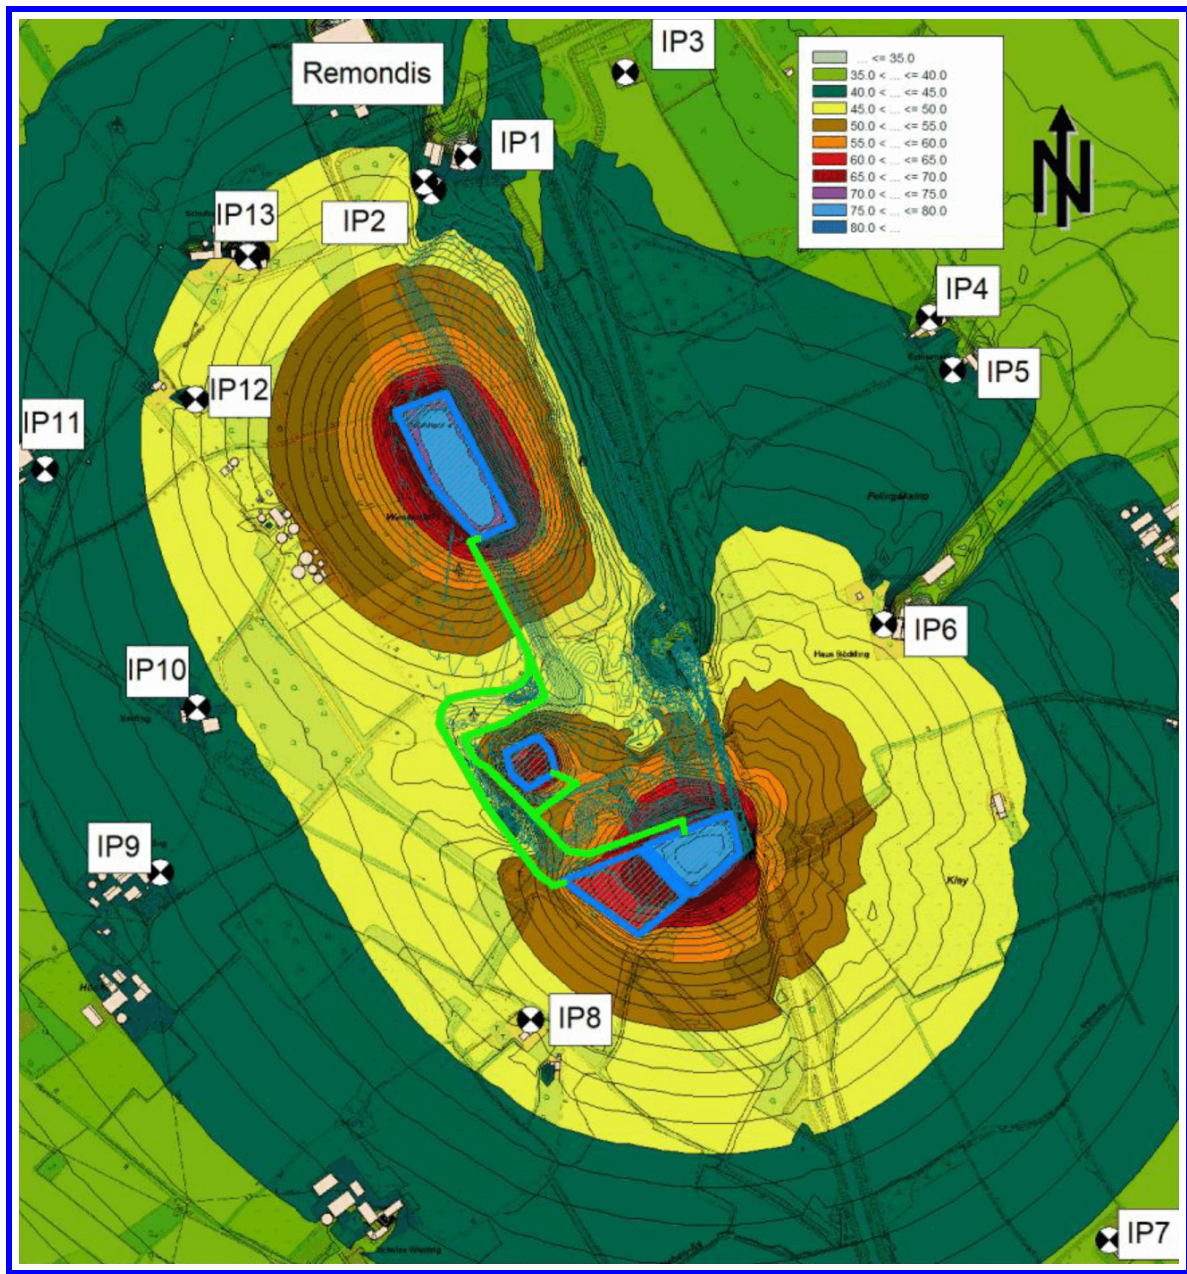 IP3
Remondis
... <= 35.0
35.0 < ... <= 40.0
40.0 < ... <= 45.0
45.0 < ... <= 50.0
50.0 < ... <= 55.0
55.0 < ... <= 60.0
60.0 < ... <= 65.0
65.0 < ... <= 70.0
70.0 < ... <= 75.0
75.0 < ... <= 80.0
80.0 < ...
N
IP1
IP13
IP2
IP4
IP5
IP12
IP11
IP6
Haus Bödding
IP10
IP9
Klay
IP8
IP7